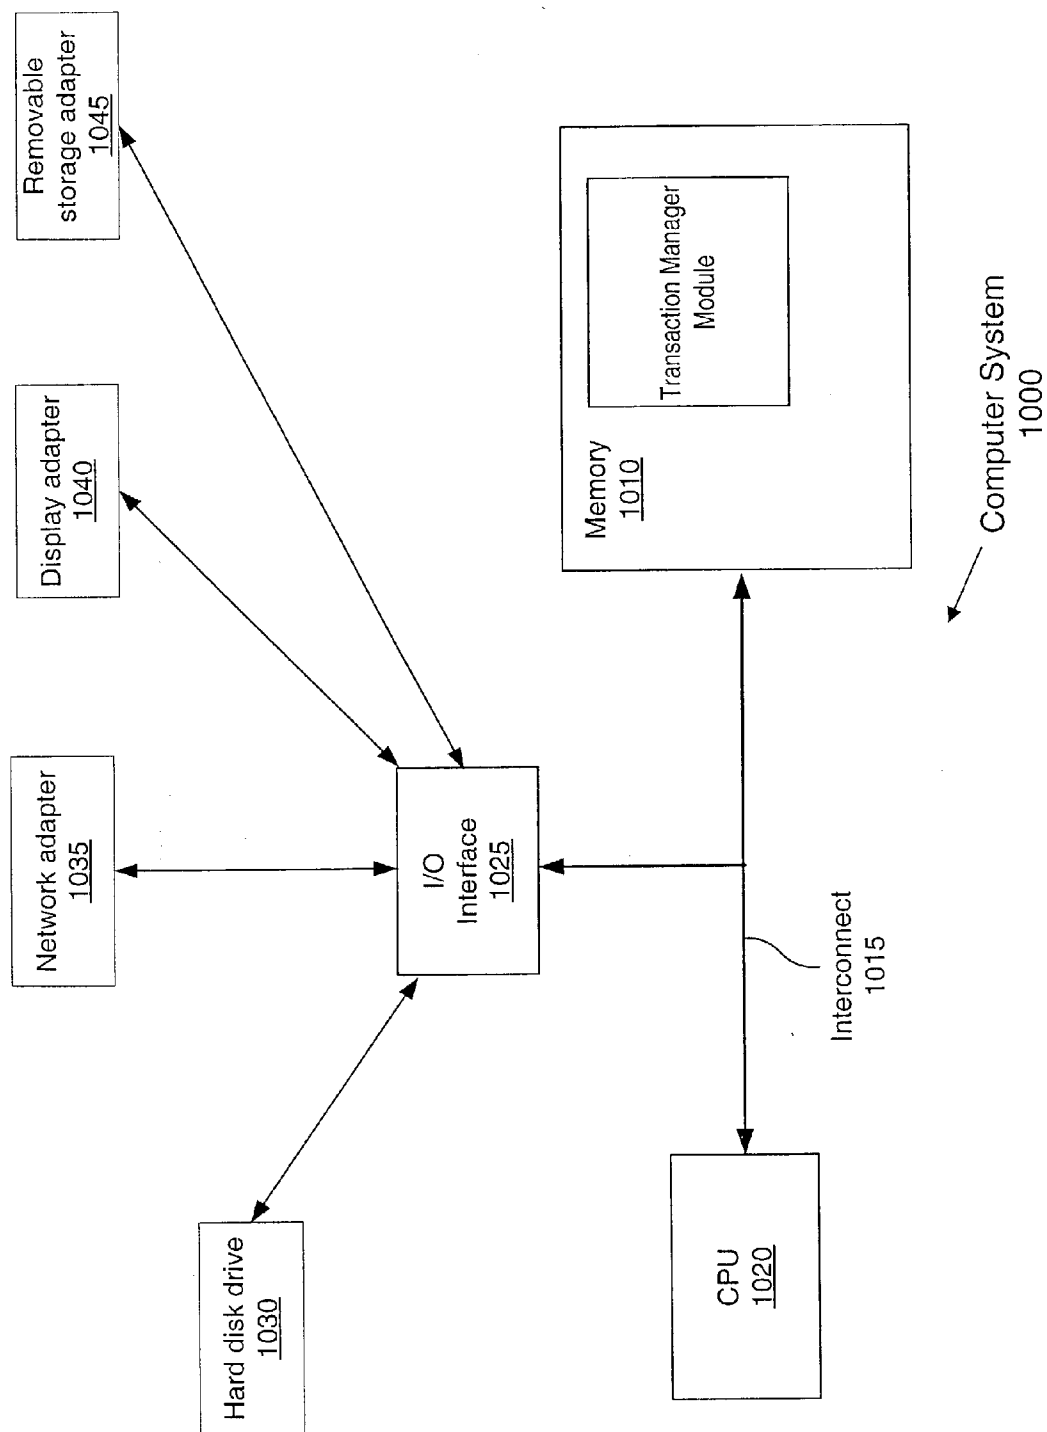 Hard disk drive
1030
Network adapter
1035
Display adapter
1040
Removable
storage adapter
1045
I/O
Interface
1025
CPU
1020
Interconnect
1015
Memory
1010
Transaction Manager
Module
Computer System
1000